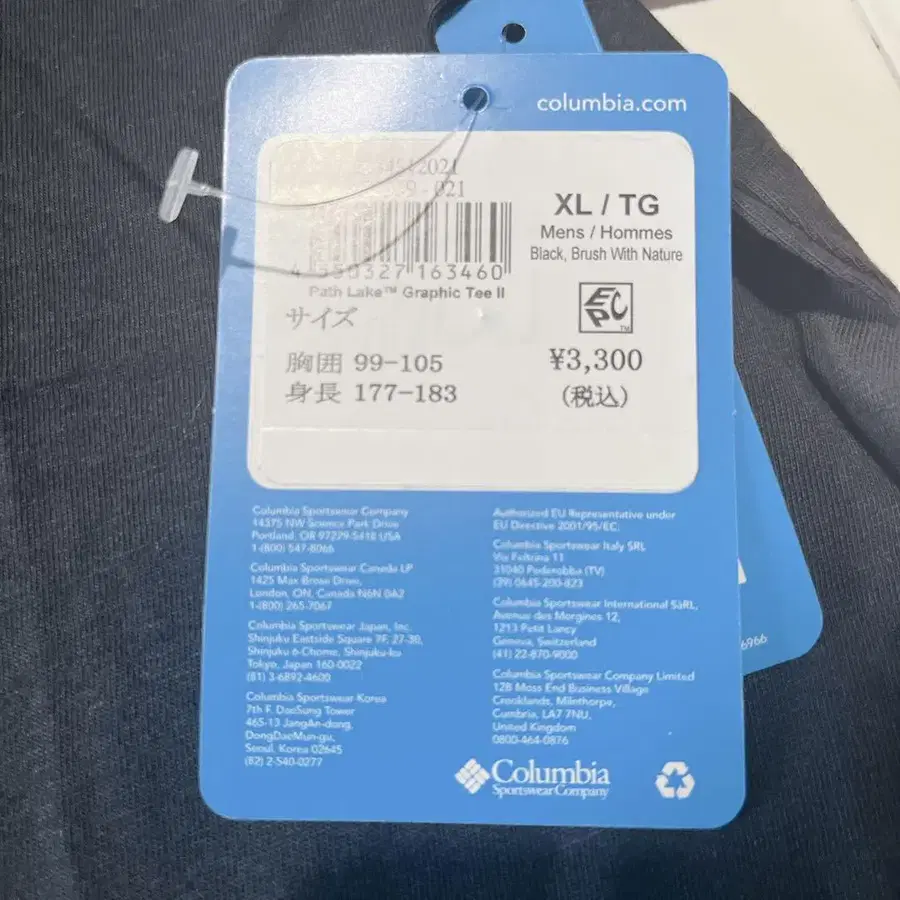 columbia.com
XL / TG
Mens / Hommes
Black, Brush With Nature
4 550327 163460
Path Lake™ Graphic Tee II
サイズ
胸囲 99-105
身長 177-183
EPC TM
¥3,300
(税込)
Columbia Sportswear Company
14375 NW Science Park Drive
Portland, OR 97229-5418 USA
1-(800) 547-8066
Columbia Sportswear Canada LP
1425 Max Brose Drive,
London, ON, Canada N6N 0A2
1-(800) 265-7067
Columbia Sportswear Japan, Inc.
Shinjuku Eastside Square 7F, 27-30,
Shinjuku 6-Chome, Shinjuku-ku
Tokyo, Japan 160-0022
(81) 3-6892-4600
Columbia Sportswear Korea
7th F. DaeSung Tower
465-13 JangAn-dong,
DongDaeMun-gu,
Seoul, Korea 02645
(82) 2-540-0277
Authorized EU Representative under
EU Directive 2001/95/EC.
Columbia Sportswear Italy SRL
Via Feltrina 11
31040 Pederobba (TV)
(39) 0645-200-823
Columbia Sportswear International SàRL,
Avenue des Morgines 12,
1213 Petit Lancy
Geneva, Switzerland
(41) 22-870-9000
Columbia Sportswear Company Limited
12B Moss End Business Village
Crooklands, Milnthorpe,
Cumbria, LA7 7NU,
United Kingdom
0800-464-0876
Columbia
Sportswear Company
6966